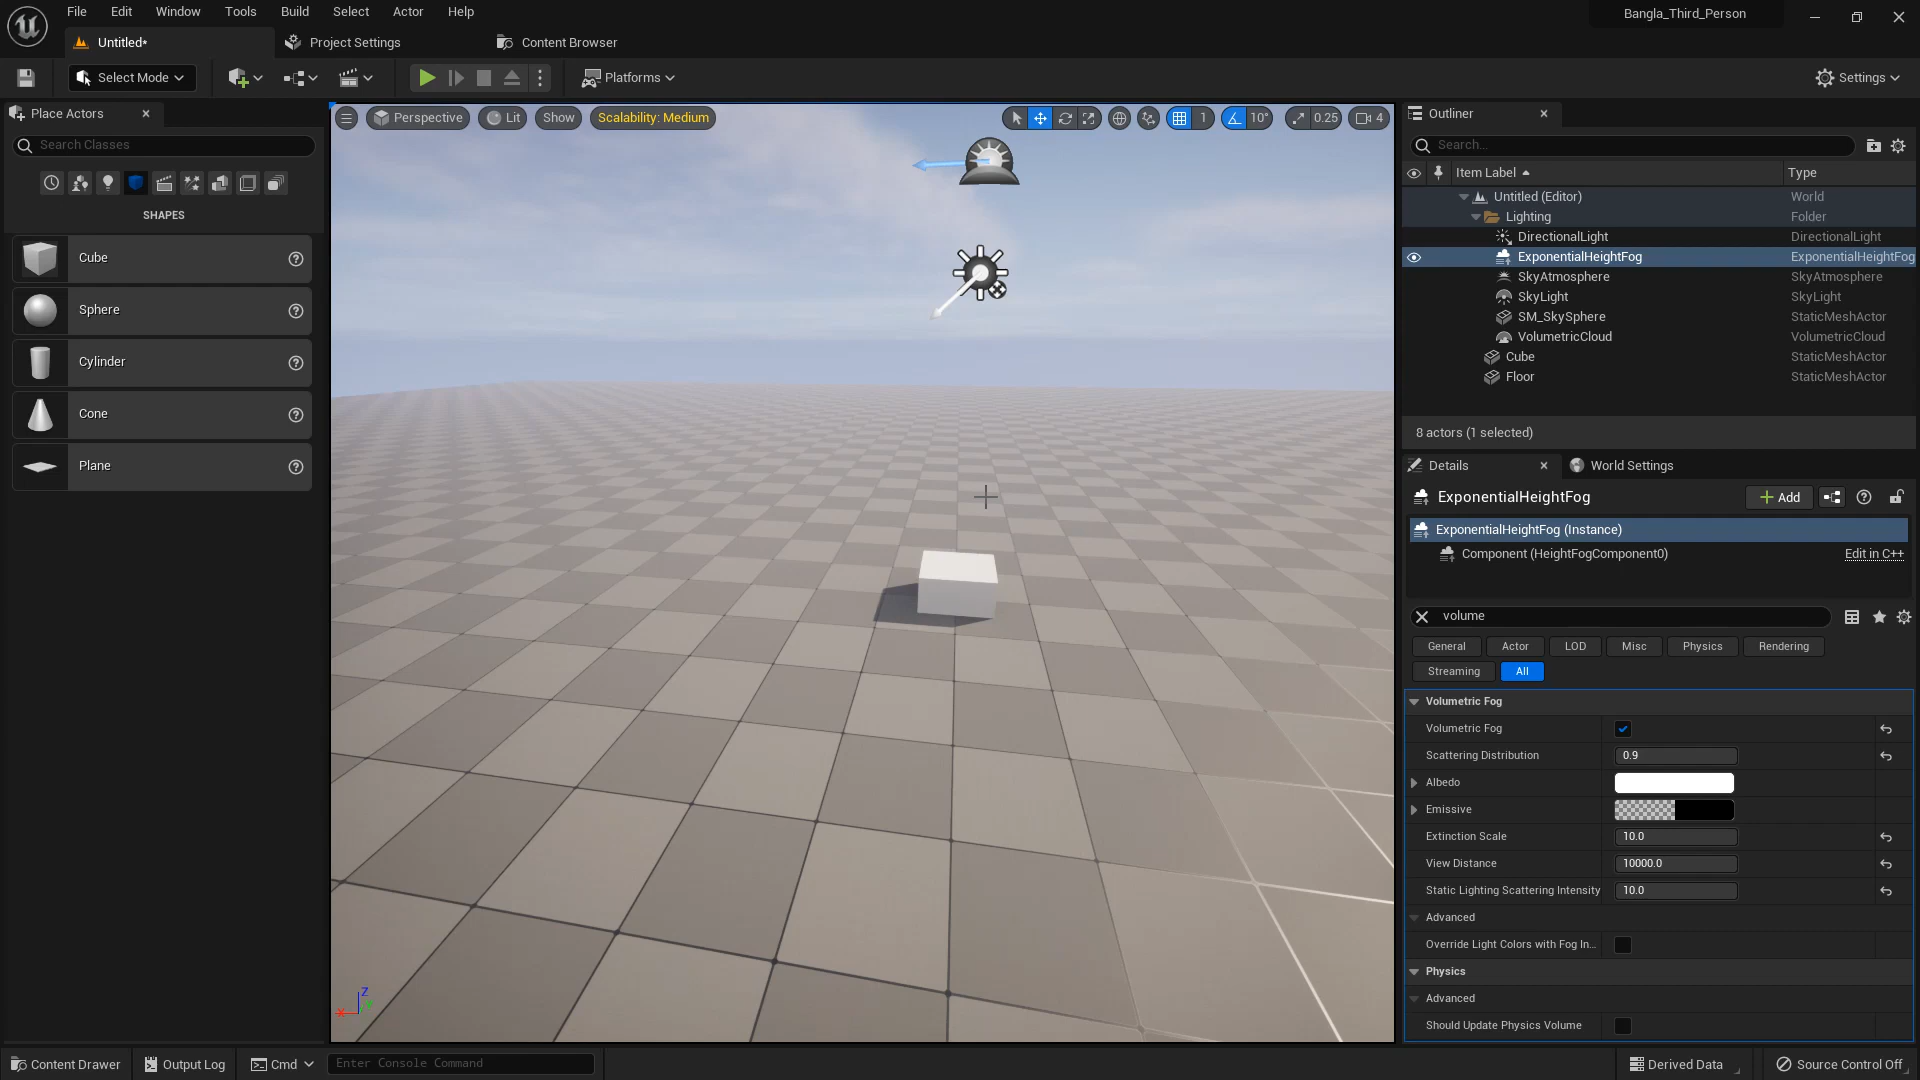 File Edit Window Tools Build Select Actor Help
Bangla_Third_Person
Untitled*
Project Settings
Content Browser
Select Mode
Platforms
Settings
Place Actors
Search Classes
SHAPES
Cube
Sphere
Cylinder
Cone
Plane
Perspective
Lit
Show
Scalability: Medium
1
10°
0.25
4
Z
Outliner
Search...
Item Label
Type
Untitled (Editor)
World
Lighting
Folder
DirectionalLight
DirectionalLight
ExponentialHeightFog
ExponentialHeightFog
SkyAtmosphere
SkyAtmosphere
SkyLight
SkyLight
SM_SkySphere
StaticMeshActor
VolumetricCloud
VolumetricCloud
Cube
StaticMeshActor
Floor
StaticMeshActor
8 actors (1 selected)
Details
World Settings
ExponentialHeightFog
Add
ExponentialHeightFog (Instance)
Component (HeightFogComponent0)
Edit in C++
volume
General
Actor
LOD
Misc
Physics
Rendering
Streaming
All
Volumetric Fog
Volumetric Fog
Scattering Distribution
0.9
Albedo
Emissive
Extinction Scale
10.0
View Distance
10000.0
Static Lighting Scattering Intensity
10.0
Advanced
Override Light Colors with Fog In...
Physics
Advanced
Should Update Physics Volume
Content Drawer
Output Log
Cmd
Enter Console Command
Derived Data
Source Control Off